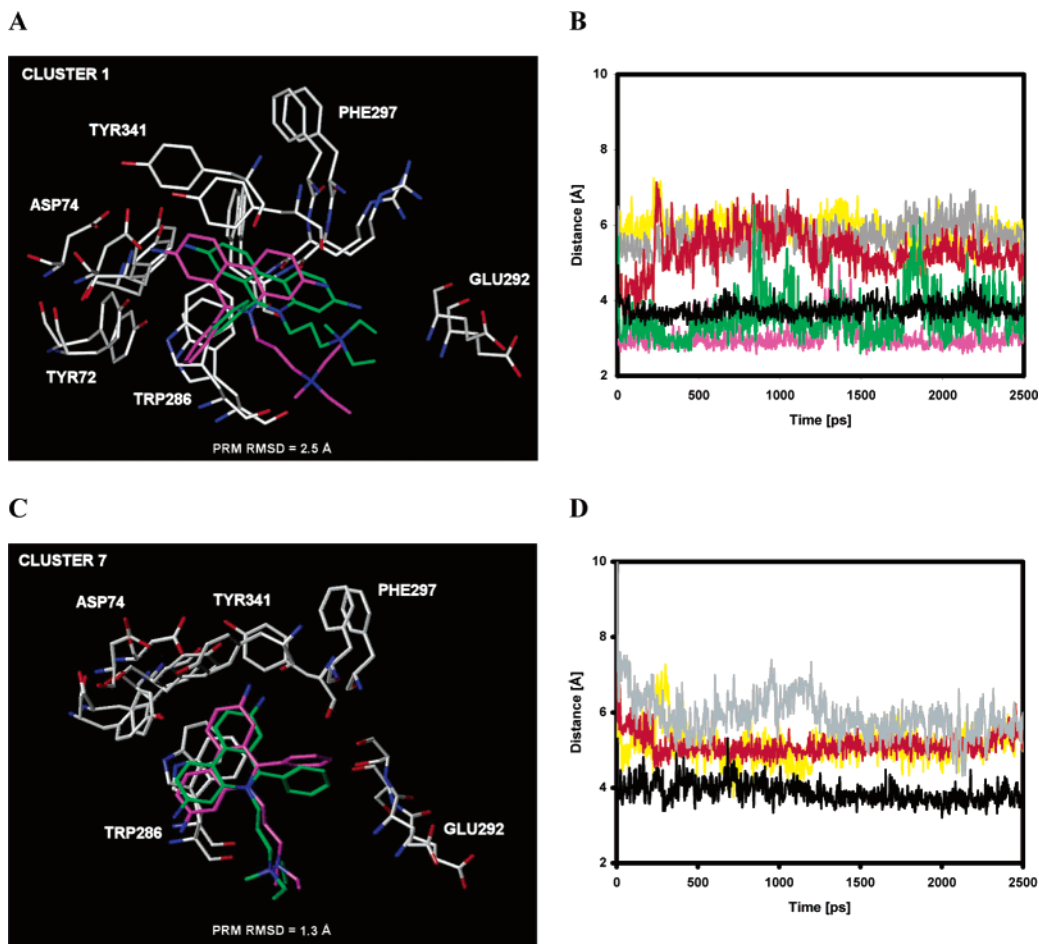 A
CLUSTER 1
PHE297
TYR341
ASP74
GLU292
TYR72
TRP286
PRM RMSD = 2.5 Å
B
10
8
6
4
2
Distance [Å]
0 500 1000 1500 2000 2500
Time [ps]
C
CLUSTER 7
PHE297
ASP74 TYR341
TRP286
GLU292
PRM RMSD = 1.3 Å
D
10
8
6
4
2
Distance [Å]
0 500 1000 1500 2000 2500
Time [ps]